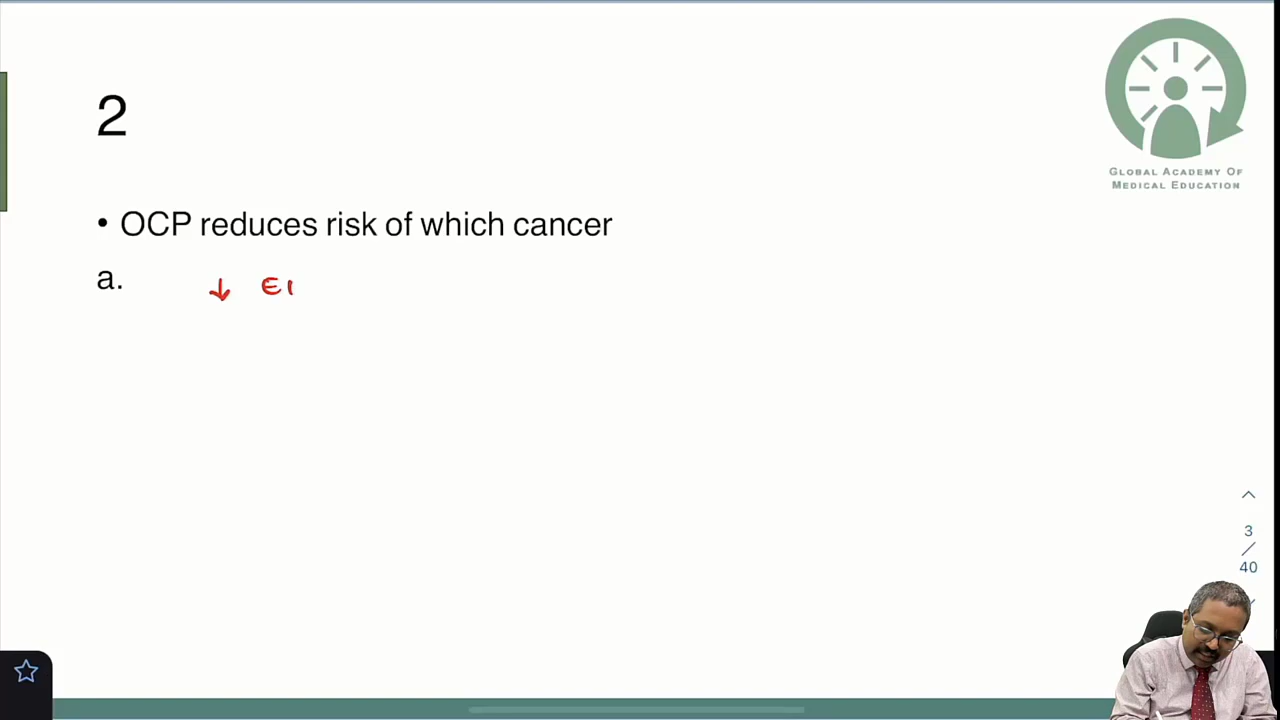 2
• OCP reduces risk of which cancer
a. ↓ E
GLOBAL ACADEMY OF
MEDICAL EDUCATION
3
/
40